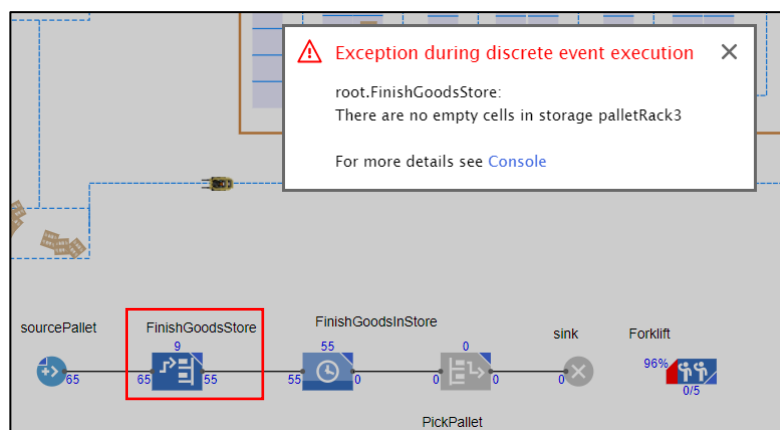 Exception during discrete event execution
root.FinishGoodsStore:
There are no empty cells in storage palletRack3
For more details see Console
sourcePallet
FinishGoodsStore
FinishGoodsInStore
sink
Forklift
9
55
0
96%
65
65
55
55
0
0
0
0
0/5
PickPallet